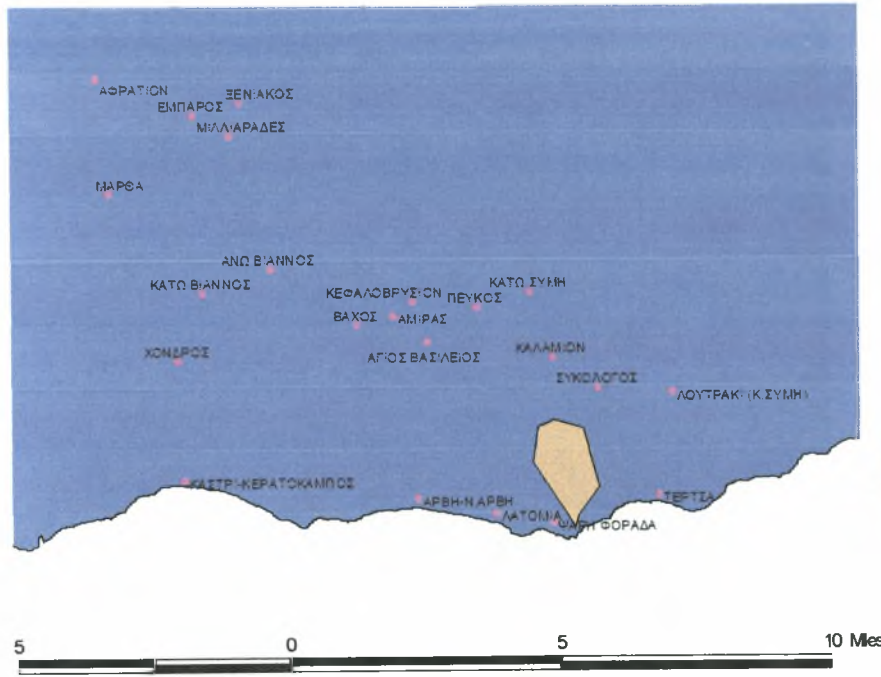 ΑΦΡΑΤΙΟΝ
ΞΕΝΙΑΚΟΣ
ΕΜΠΑΡΟΣ
ΜΙΛΛΙΑΡΑΔΕΣ
ΜΑΡΘΑ
ΑΝΩ ΒΙΑΝΝΟΣ
ΚΑΤΩ ΒΙΑΝΝΟΣ
ΚΕΦΑΛΟΒΡΥΣΙΟΝ
ΠΕΥΚΟΣ
ΚΑΤΩ ΣΥΜΗ
ΒΑΧΟΣ
ΑΜΙΡΑΣ
ΑΓΙΟΣ ΒΑΣΙΛΕΙΟΣ
ΚΑΛΑΜΙΟΝ
ΧΟΝΔΡΟΣ
ΣΥΚΟΛΟΓΟΣ
ΛΟΥΤΡΑΚΙ (Κ.ΣΥΜΗ)
ΚΑΣΤΡΙ-ΚΕΡΑΤΟΚΑΜΠΟΣ
ΑΡΒΗ-Ν.ΑΡΒΗ
ΤΕΡΤΣΑ
ΛΑΤΟΜΙΑ
ΦΟΡΑΔΑ
5 0 5 10 Miles